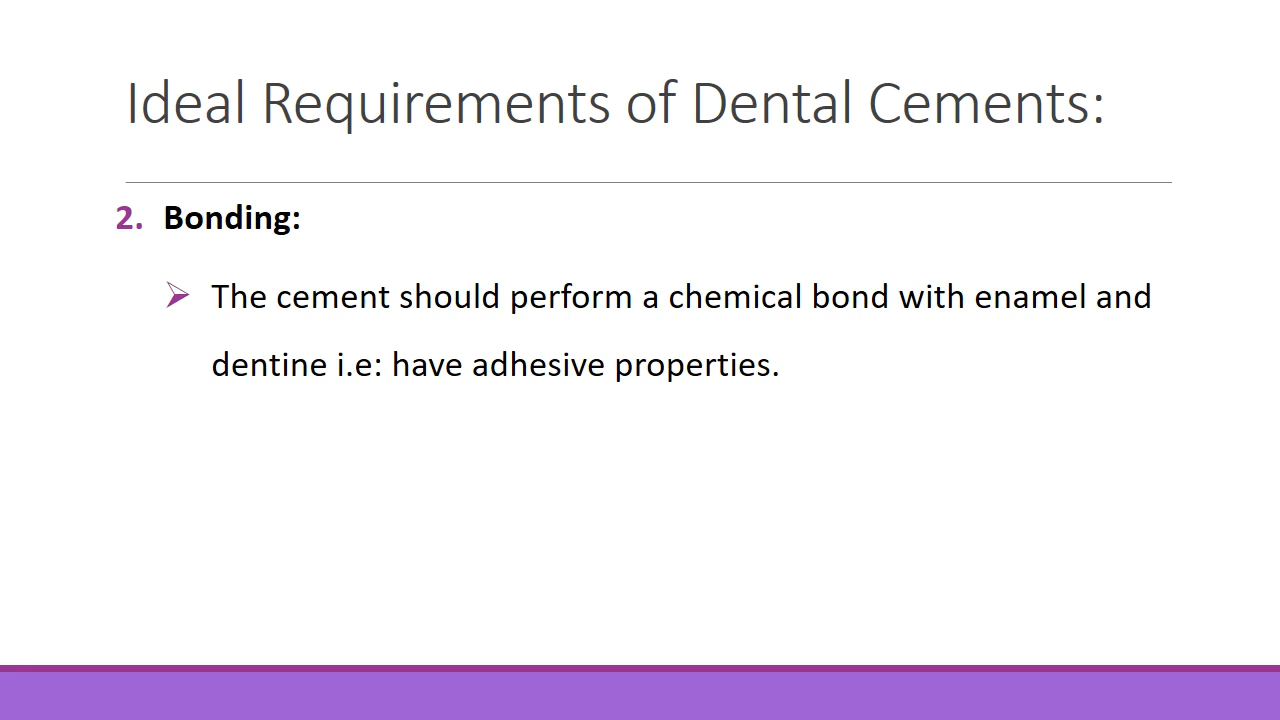 Ideal Requirements of Dental Cements:
2. Bonding:
➢ The cement should perform a chemical bond with enamel and
dentine i.e: have adhesive properties.